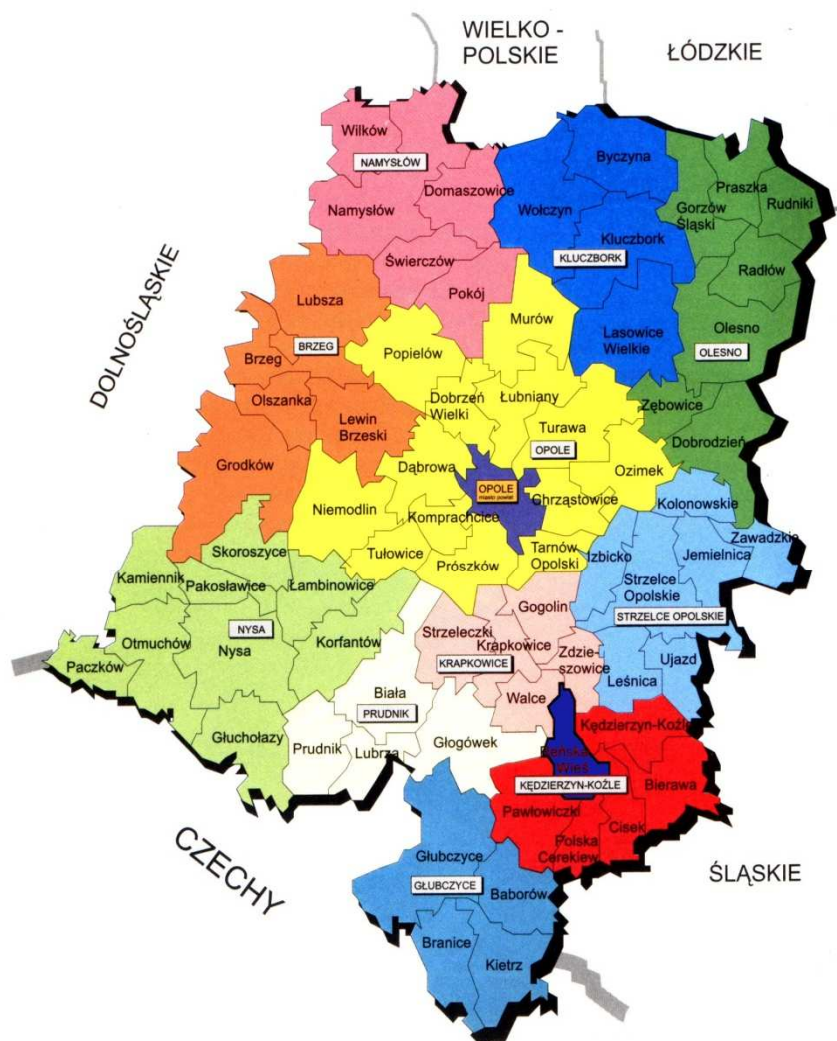 WIELKO -
POLSKIE
ŁÓDZKIE
Wilków
NAMYSŁÓW
Domaszowice
Namysłów
Świerczów
Pokój
Byczyna
Wołczyn
Kluczbork
KLUCZBORK
Lasowice
Wielkie
Praszka
Rudniki
Gorzów
Śląski
Radłów
Olesno
OLESNO
Zębowice
Dobrodzień
DOLNOŚLĄSKIE
Lubsza
BRZEG
Brzeg
Olszanka
Lewin
Brzeski
Grodków
Murów
Popielów
Dobrzeń
Wielki
Łubniany
Turawa
OPOLE
Dąbrowa
OPOLE
miasto powiat
Ozimek
Chrząstowice
Niemodlin
Komprachcice
Tułowice
Prószków
Tarnów
Opolski
Kolonowskie
Zawadzkie
Izbicko
Jemielnica
Strzelce
Opolskie
STRZELCE OPOLSKIE
Ujazd
Leśnica
Skoroszyce
Kamiennik
Pakosławice
Łambinowice
Otmuchów
NYSA
Nysa
Korfantów
Paczków
Głuchołazy
Gogolin
Strzeleczki
Krapkowice
KRAPKOWICE
Zdzie-
szowice
Walce
Biała
PRUDNIK
Prudnik
Lubrza
Głogówek
Kędzierzyn-Koźle
Reńska
Wieś
KĘDZIERZYN-KOŹLE
Bierawa
Pawłowiczki
Cisek
Polska
Cerekiew
Głubczyce
GŁUBCZYCE
Baborów
Branice
Kietrz
CZECHY
ŚLĄSKIE